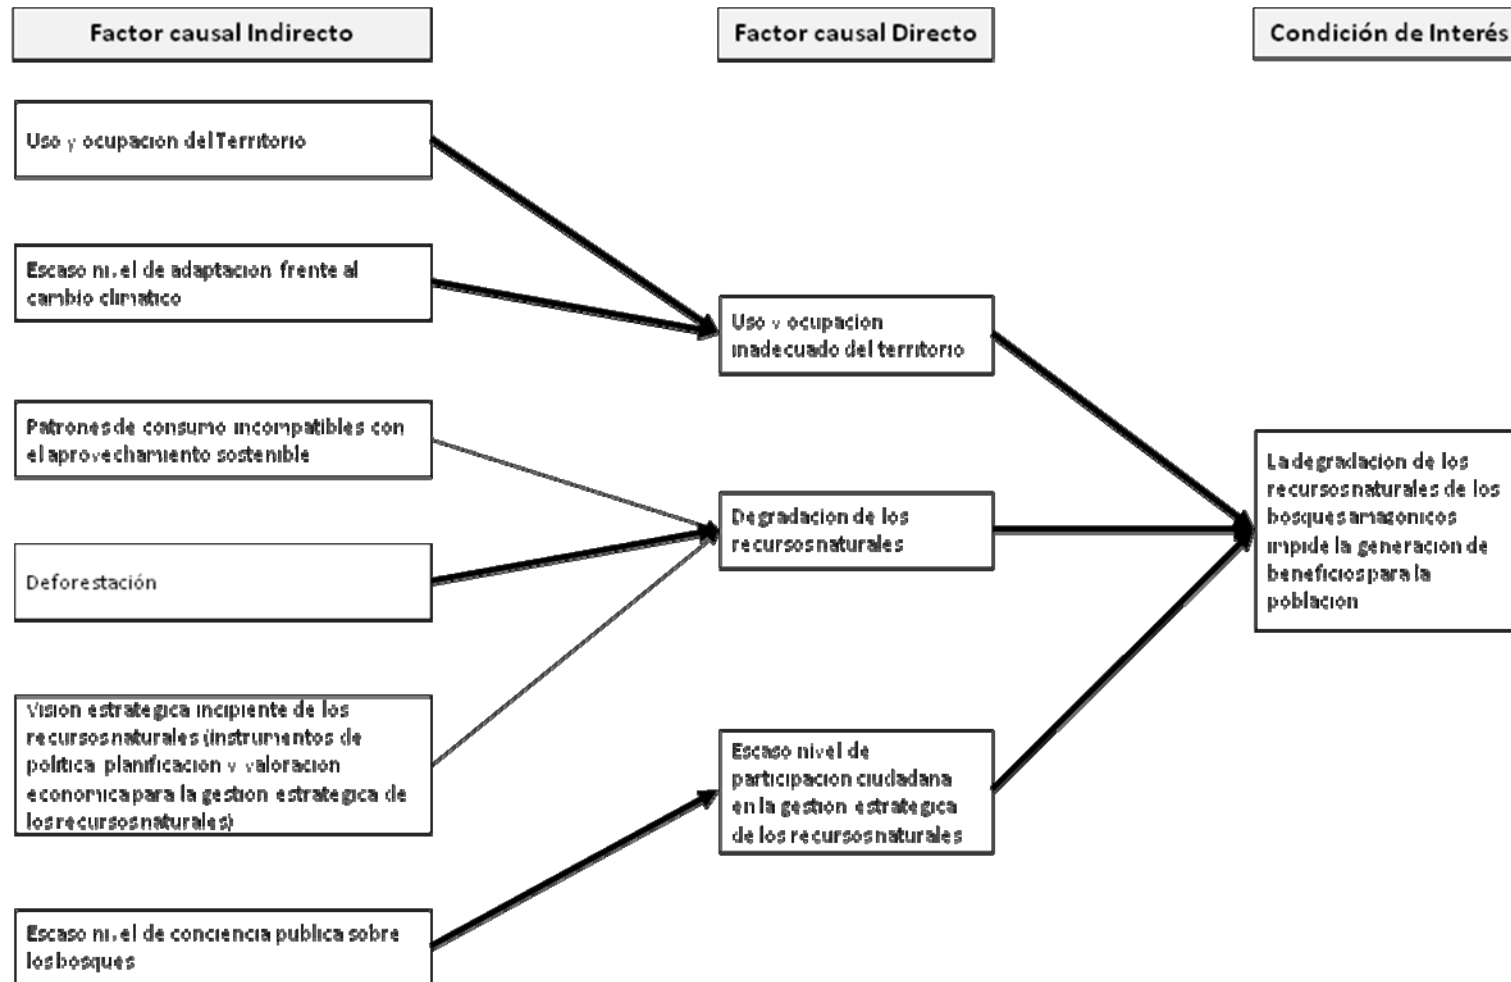 Factor causal Indirecto
Factor causal Directo
Condición de Interés
Uso y ocupacion del Territorio
Escaso nivel de adaptacion frente al
cambio climatico
Patrones de consumo incompatibles con
el aprovechamiento sostenible
Deforestación
Vision estrategica incipiente de los
recursos naturales (instrumentos de
politica planificacion y valoracion
economica para la gestion estrategica de
los recursos naturales)
Escaso nivel de conciencia publica sobre
los bosques
Uso y ocupacion
inadecuado del territorio
Degradacion de los
recursos naturales
Escaso nivel de
participacion ciudadana
en la gestion estrategica
de los recursos naturales
La degradacion de los
recursos naturales de los
bosques amazonicos
impide la generacion de
beneficios para la
poblacion